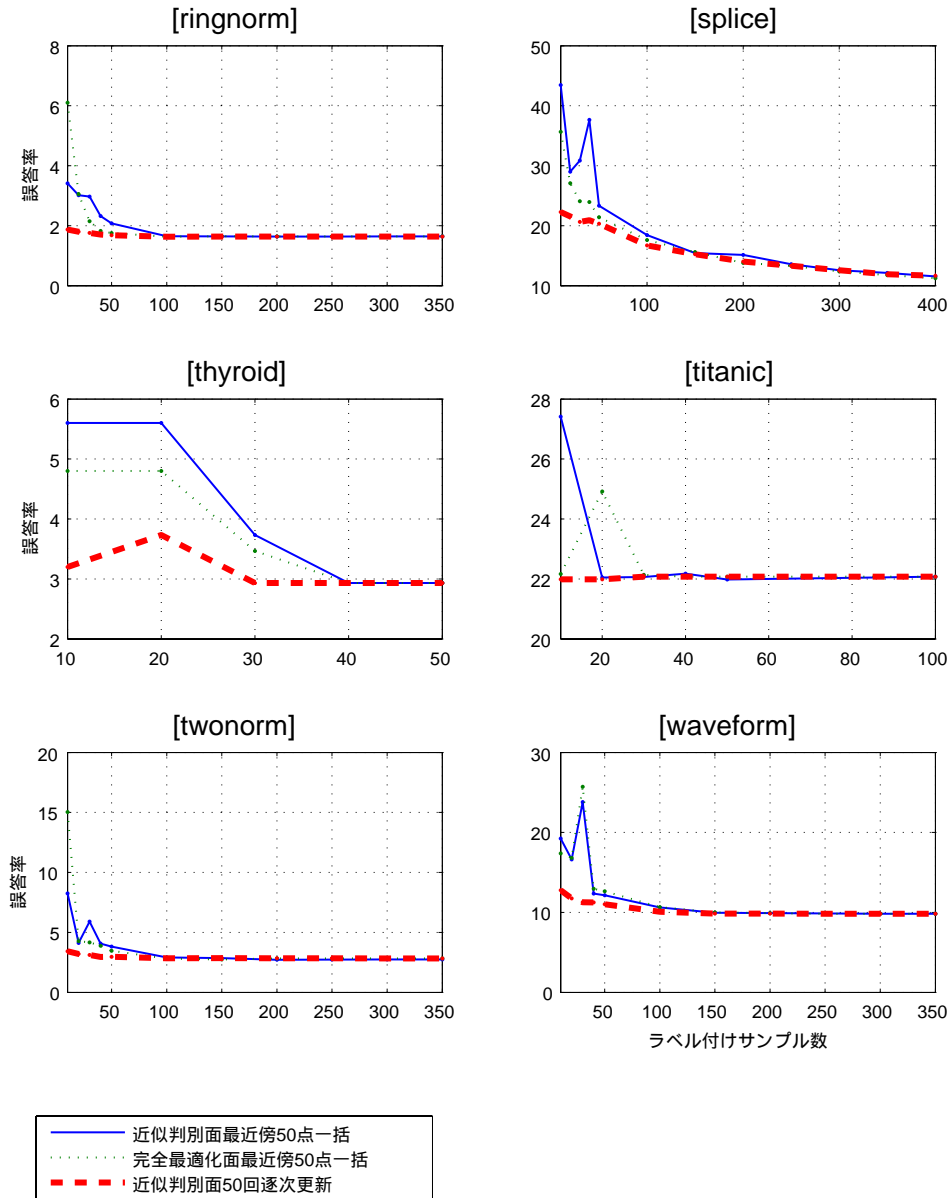 [ringnorm]
8
6
4
2
0
誤答率
50 100 150 200 250 300 350
[splice]
50
40
30
20
10
100 200 300 400
[thyroid]
6
5
4
3
2
誤答率
10 20 30 40 50
[titanic]
28
26
24
22
20
20 40 60 80 100
[twonorm]
20
15
10
5
0
誤答率
50 100 150 200 250 300 350
[waveform]
30
20
10
0
50 100 150 200 250 300 350
ラベル付けサンプル数
近似判別面最近傍50点一括
完全最適化面最近傍50点一括
近似判別面50回逐次更新